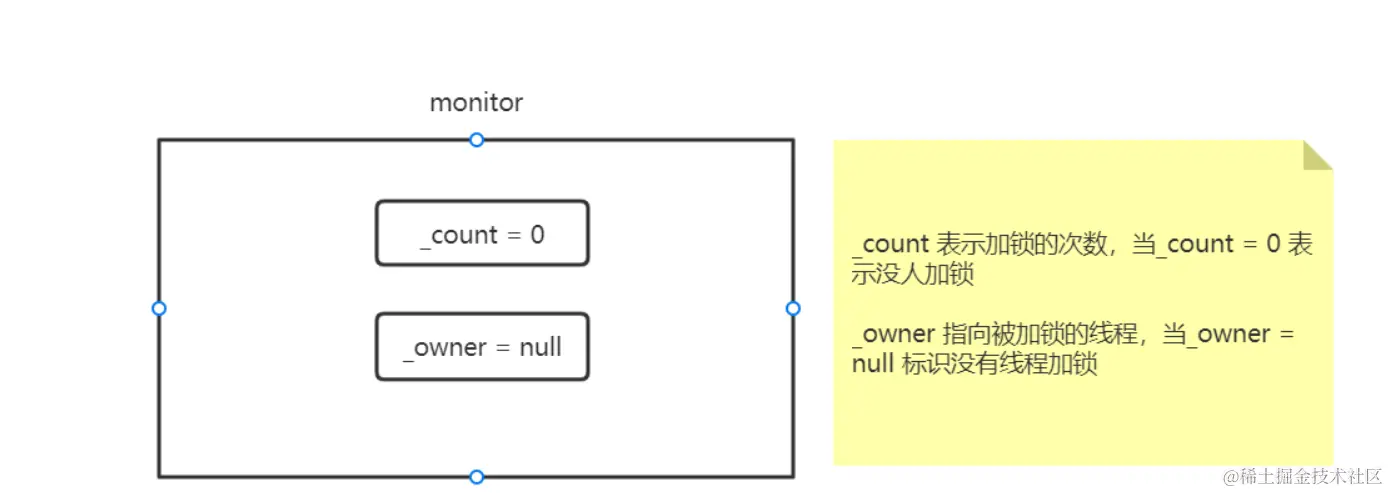 monitor
_count = 0
_owner = null
_count 表示加锁的次数，当_count = 0 表
示没人加锁
_owner 指向被加锁的线程，当_owner =
null 标识没有线程加锁
@稀土掘金技术社区